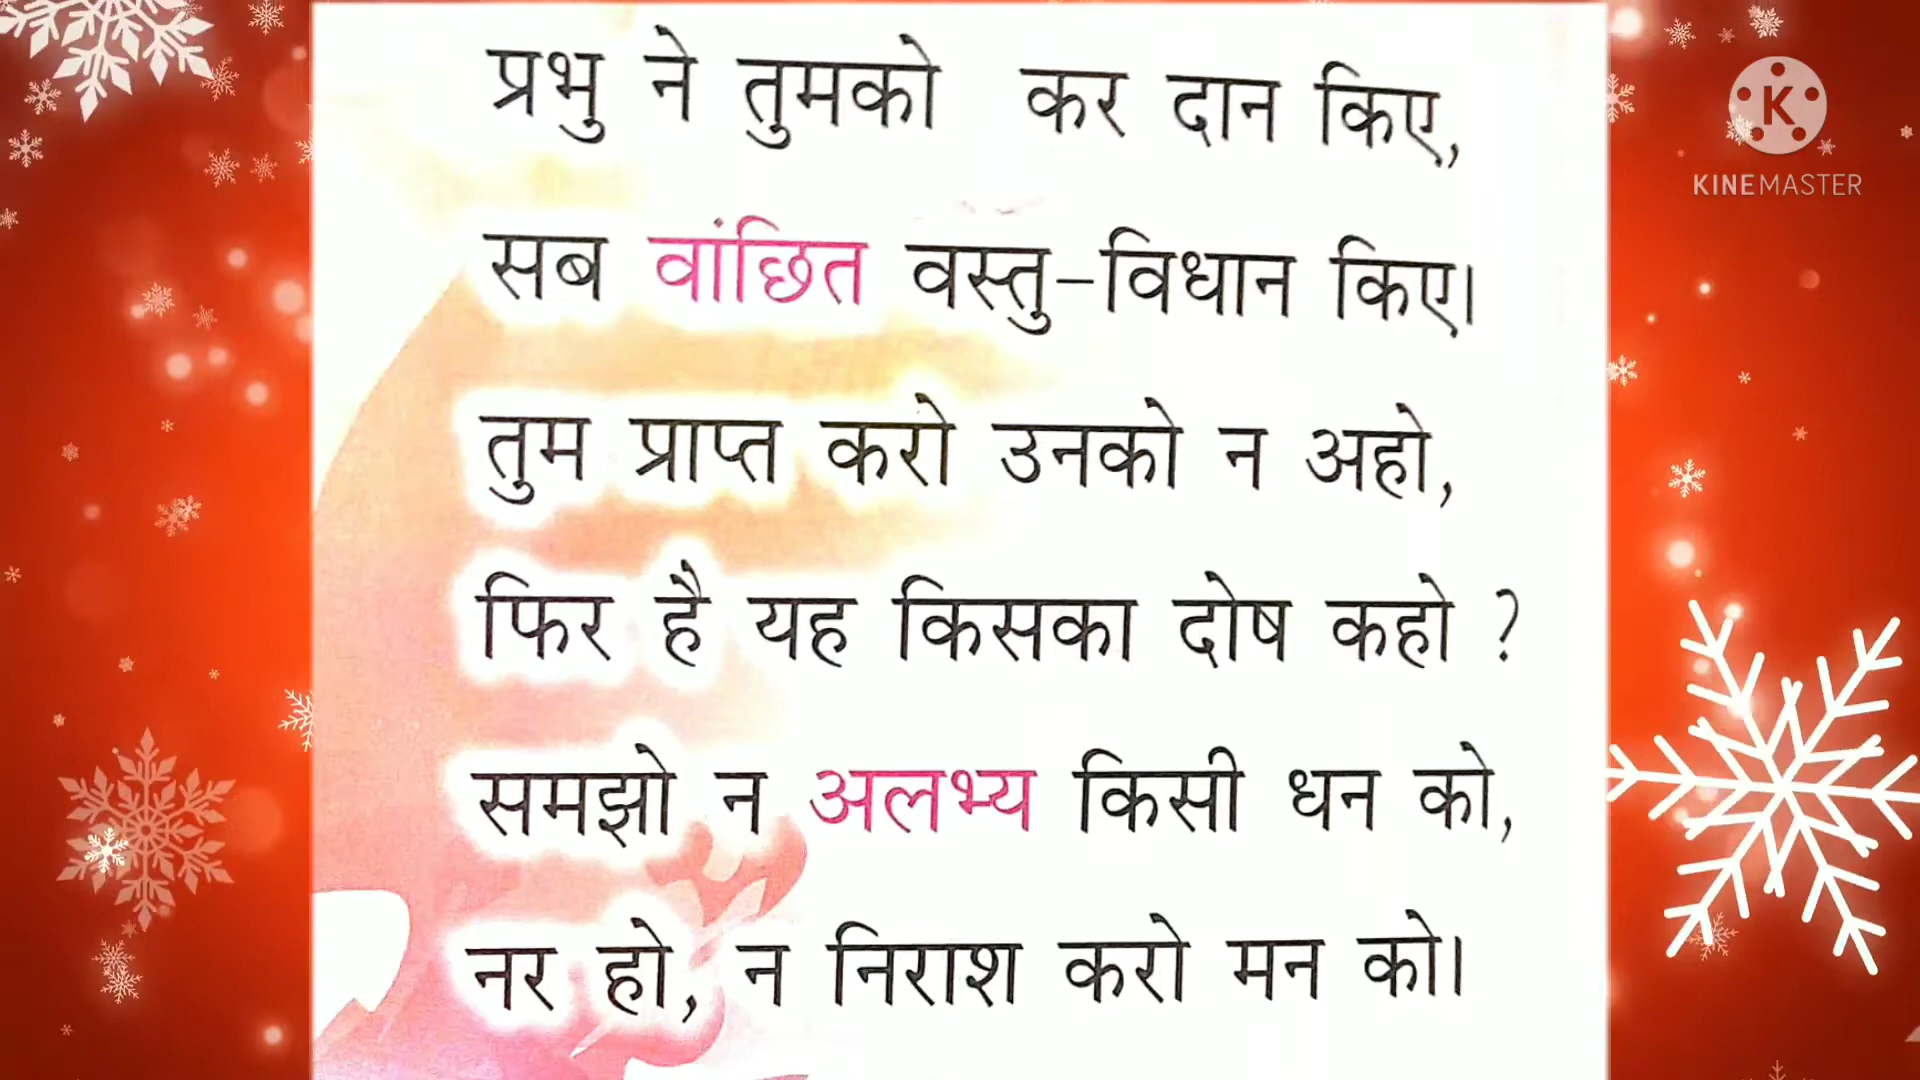 प्रभु ने तुमको कर दान किए,
KINEMASTER
सब वांछित वस्तु-विधान किए।
तुम प्राप्त करो उनको न अहो,
फिर है यह किसका दोष कहो ?
समझो न अलभ्य किसी धन को,
नर हो, न निराश करो मन को।